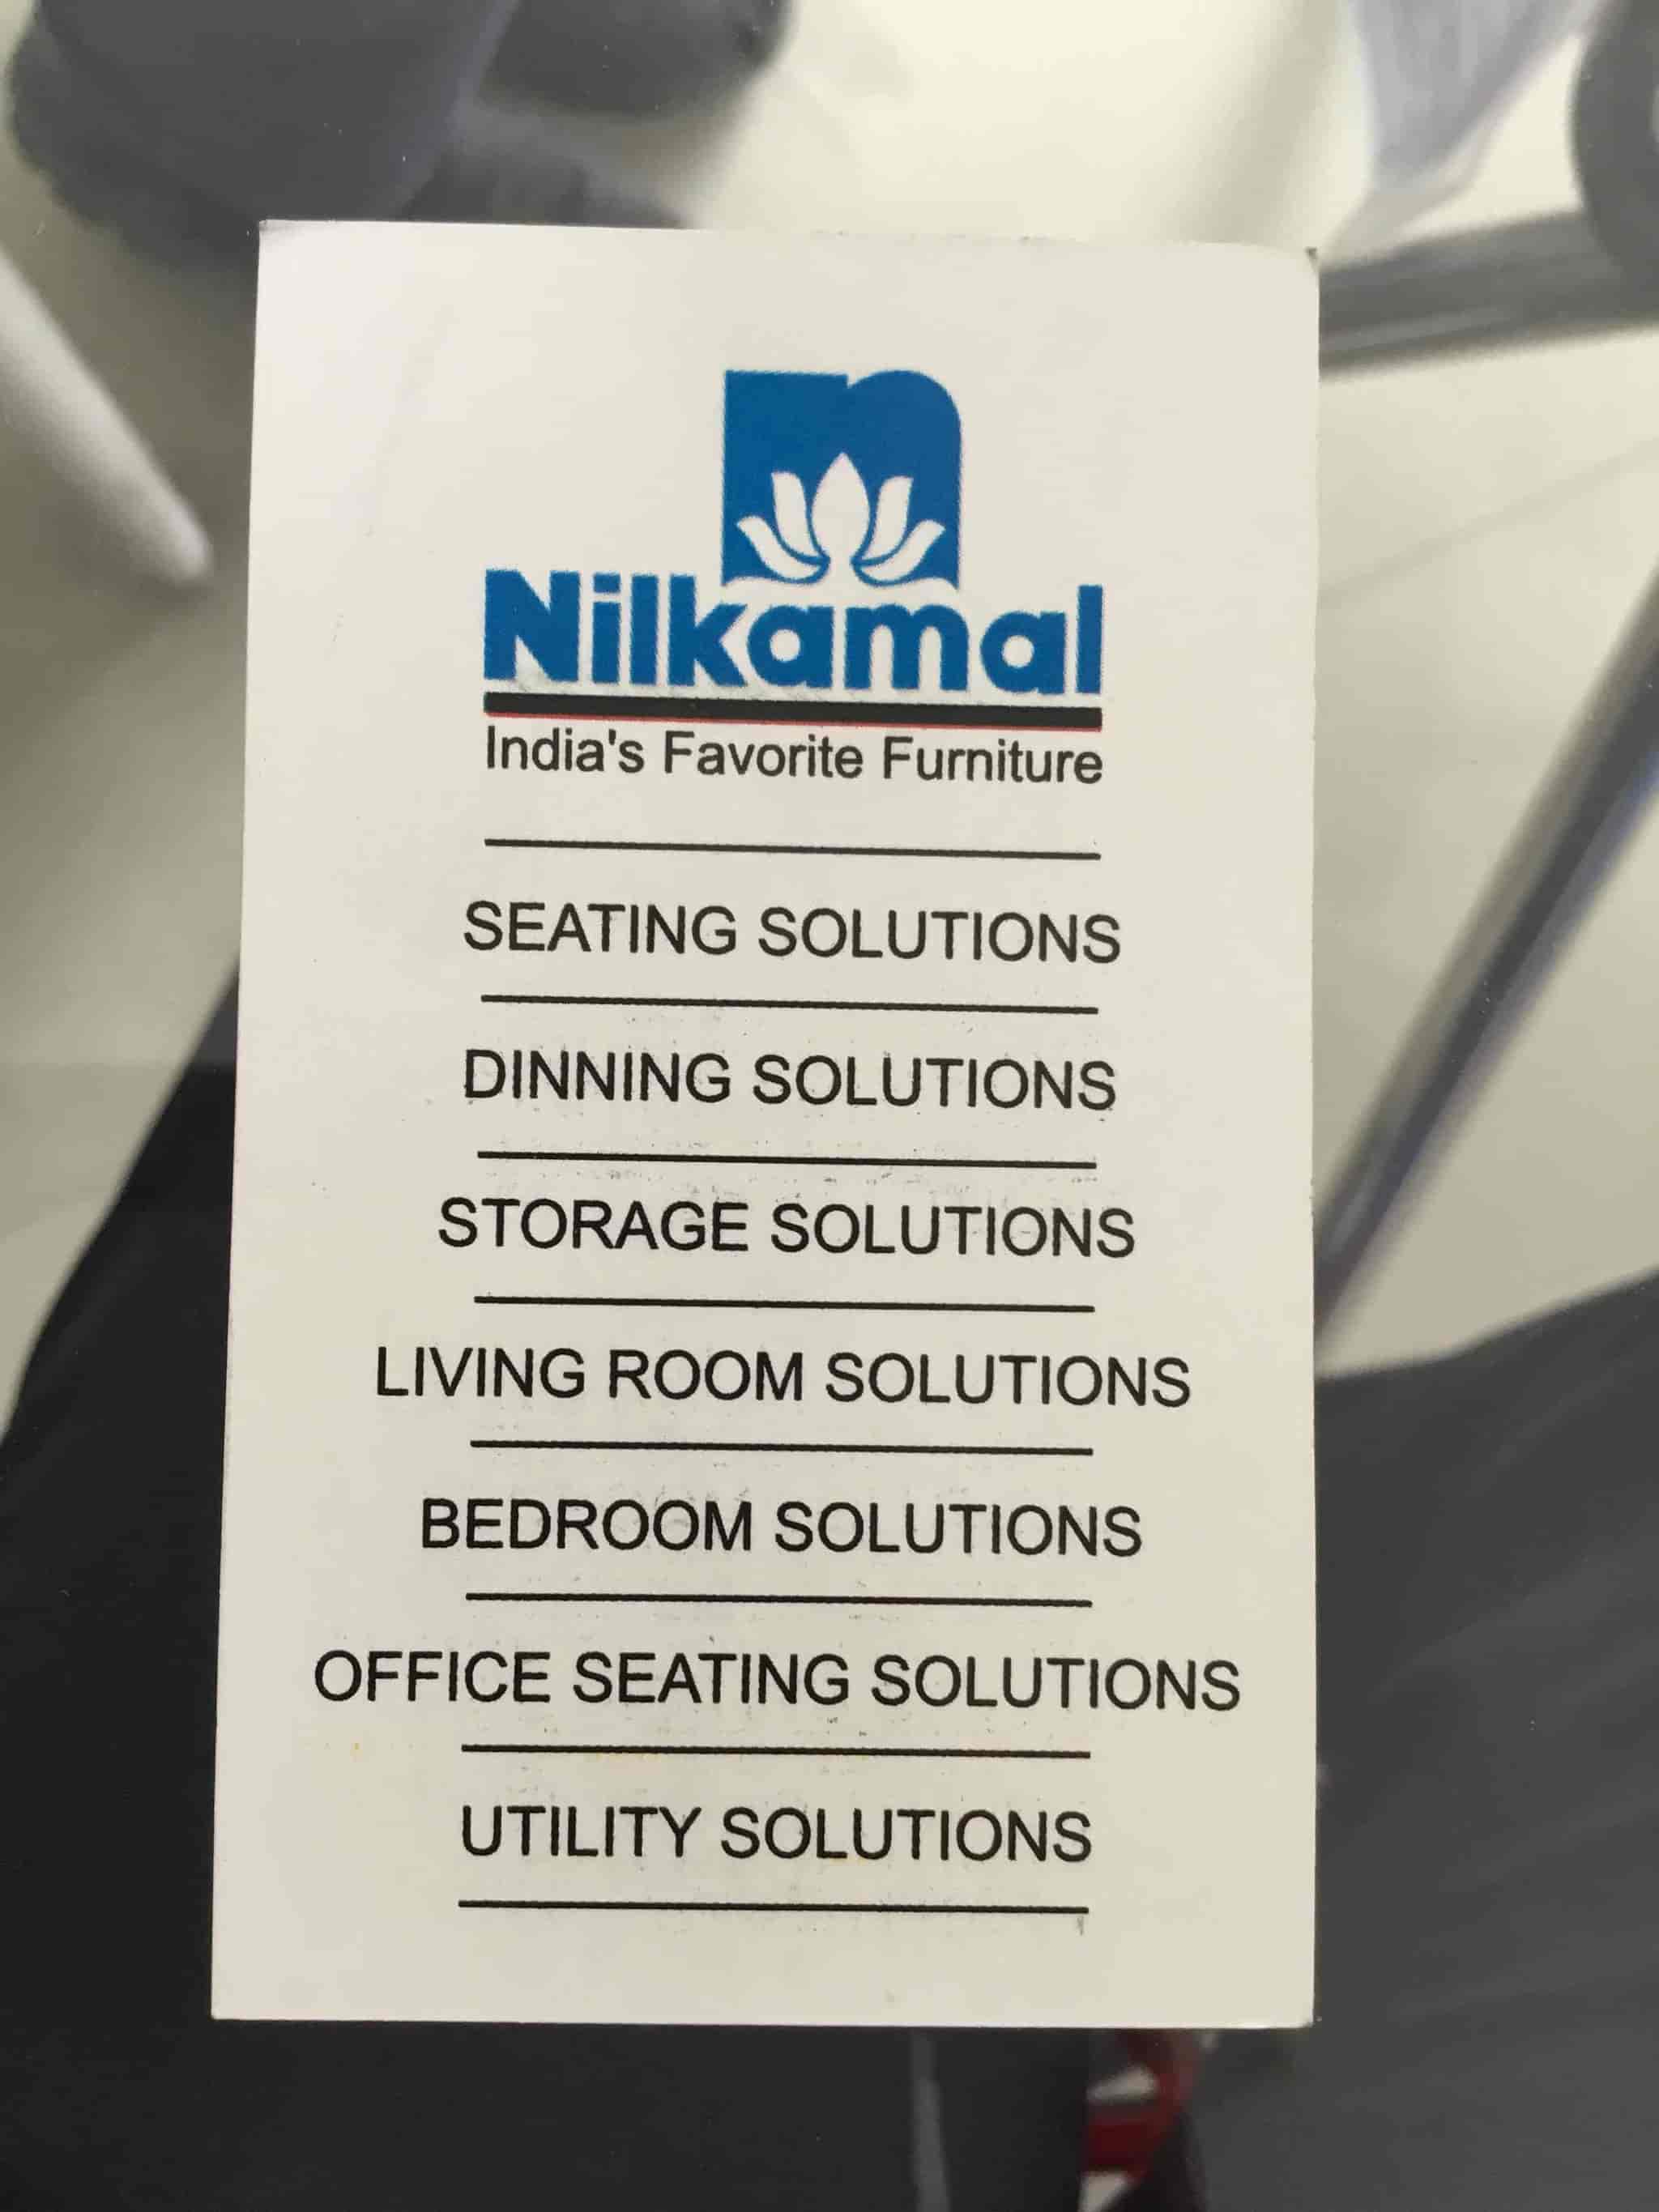 Nilkamal
India's Favorite Furniture
SEATING SOLUTIONS
DINNING SOLUTIONS
STORAGE SOLUTIONS
LIVING ROOM SOLUTIONS
BEDROOM SOLUTIONS
OFFICE SEATING SOLUTIONS
UTILITY SOLUTIONS